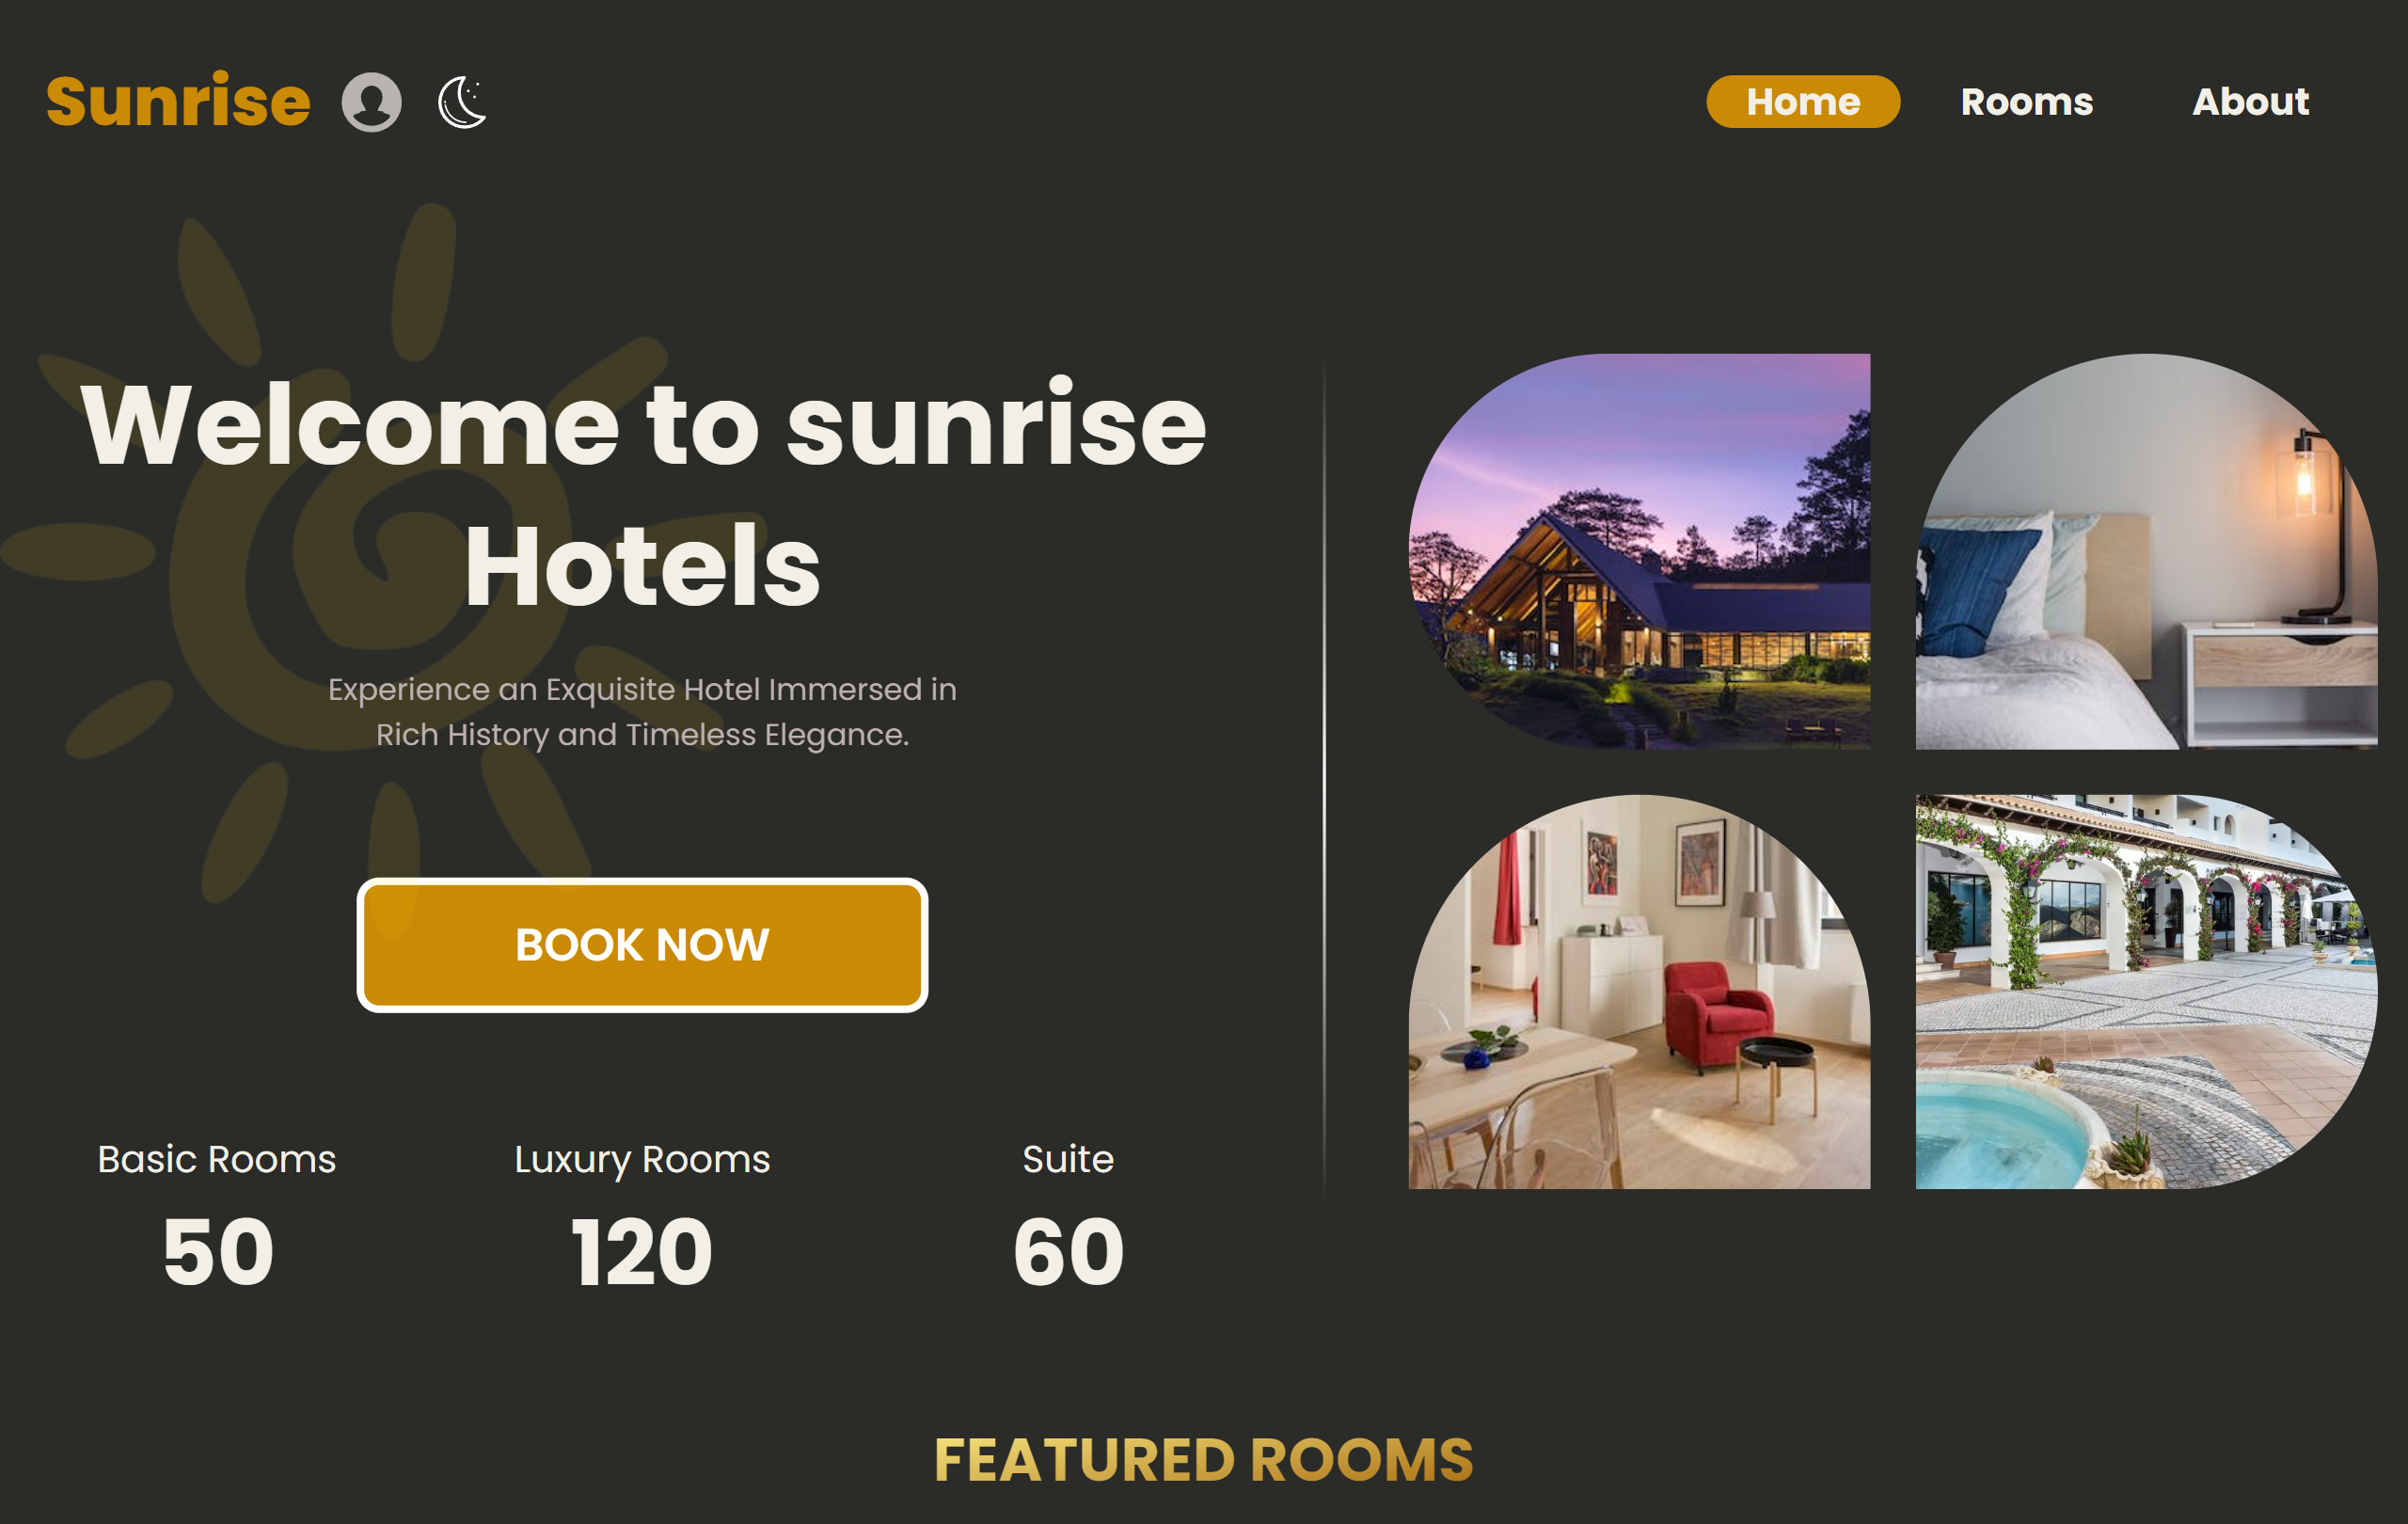 Sunrise
Home
Rooms
About
Welcome to sunrise
Hotels
Experience an Exquisite Hotel Immersed in
Rich History and Timeless Elegance.
BOOK NOW
Basic Rooms
50
Luxury Rooms
120
Suite
60
FEATURED ROOMS